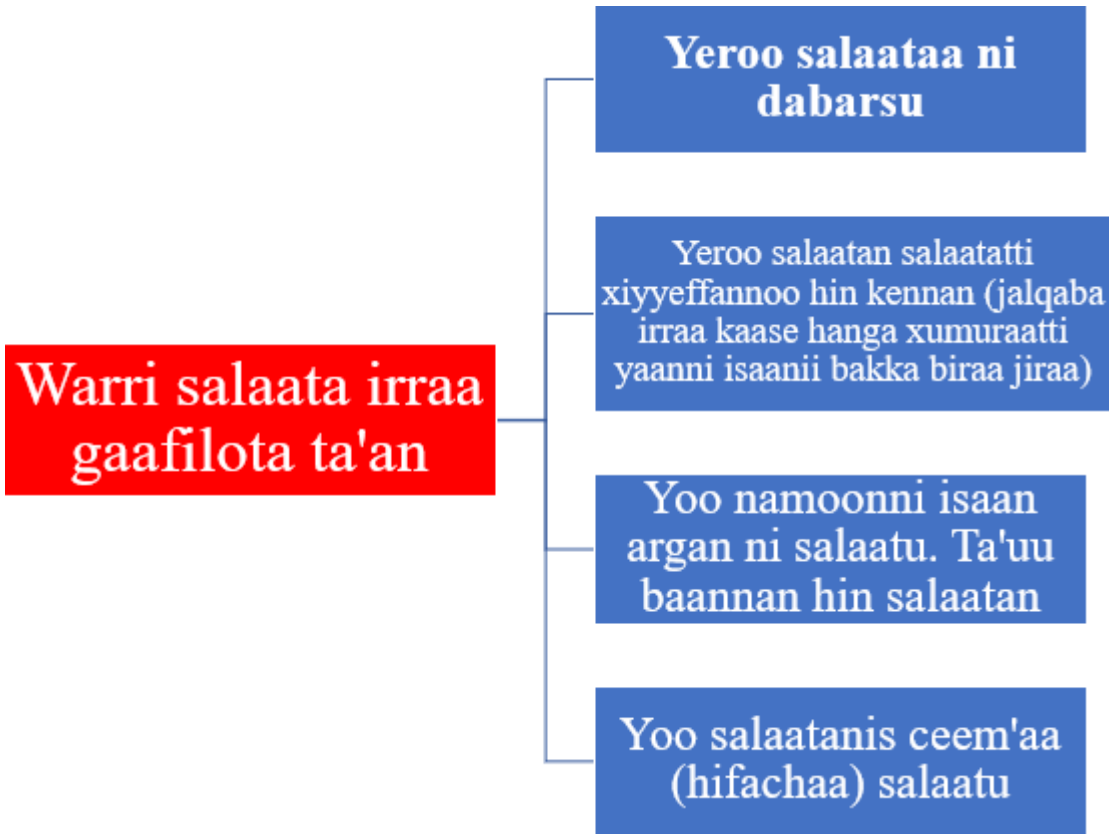 Warri salaata irraa
gaafilota ta'an
Yeroo salaataa ni
dabarsu
Yeroo salaatan salaatatti
xiyyeffannoo hin kennan (jalqaba
irraa kaase hanga xumuraatti
yaanni isaanii bakka biraa jiraa)
Yoo namoonni isaan
argan ni salaatu. Ta'uu
baannan hin salaatan
Yoo salaatanis ceem'aa
(hifachaa) salaatu